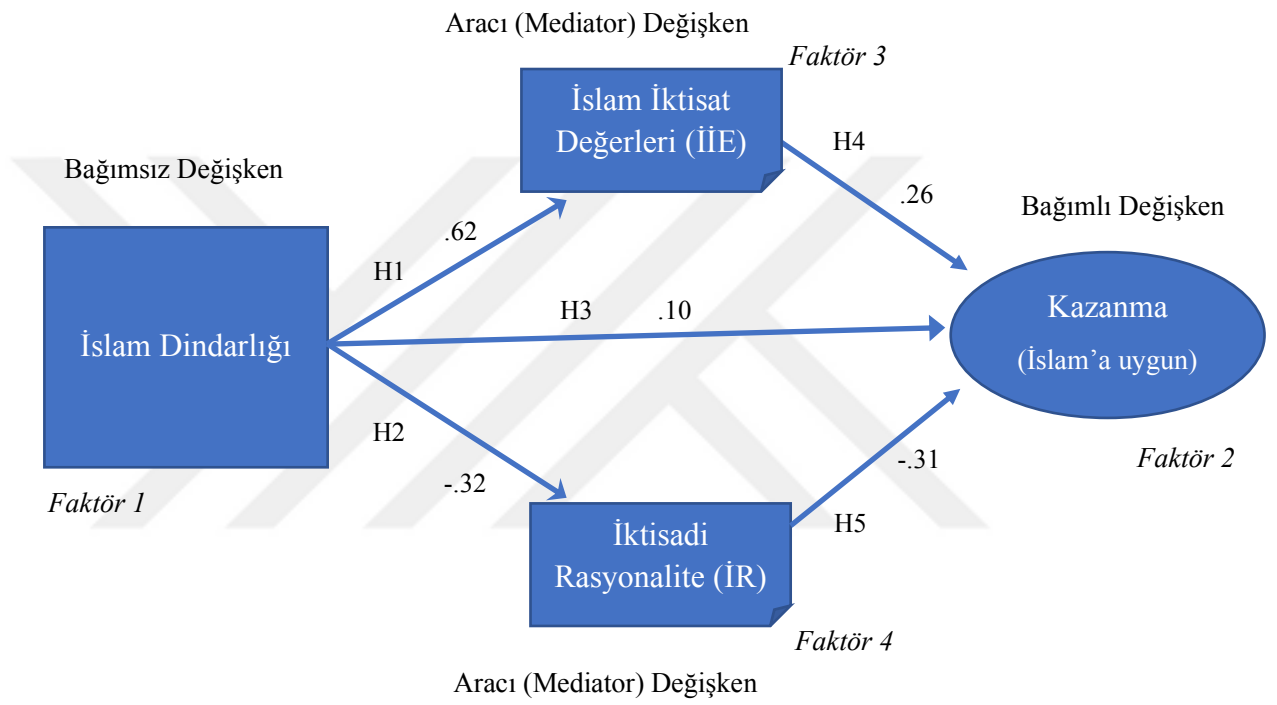 Aracı (Mediator) Değişken
Faktör 3
İslam İktisat
Değerleri (İİE)
H4
Bağımsız Değişken
.26
Bağımlı Değişken
.62
H1
H3
.10
Kazanma
(İslam’a uygun)
İslam Dindarlığı
H2
-.31
Faktör 2
-.32
Faktör 1
H5
İktisadi
Rasyonalite (İR)
Faktör 4
Aracı (Mediator) Değişken